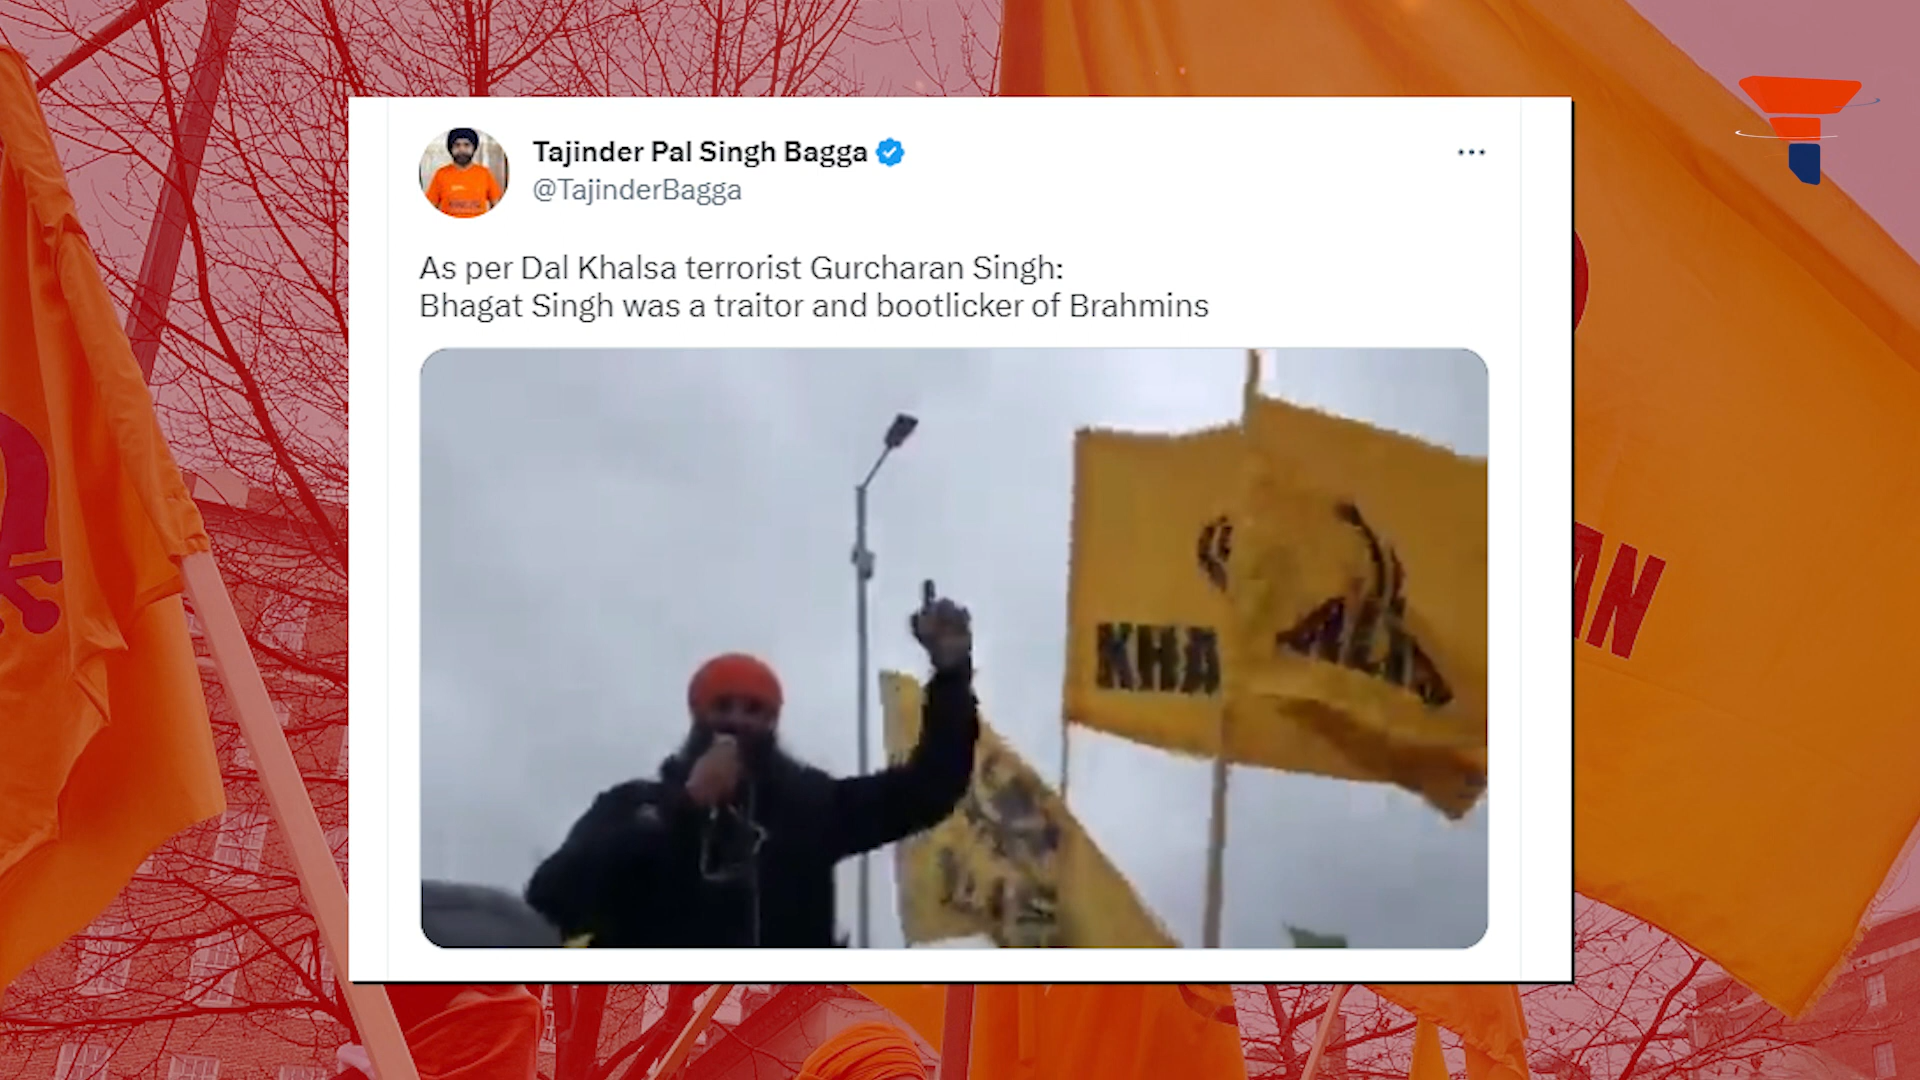 Tajinder Pal Singh Bagga
@TajinderBagga
As per Dal Khalsa terrorist Gurcharan Singh:
Bhagat Singh was a traitor and bootlicker of Brahmins
KHA
AN